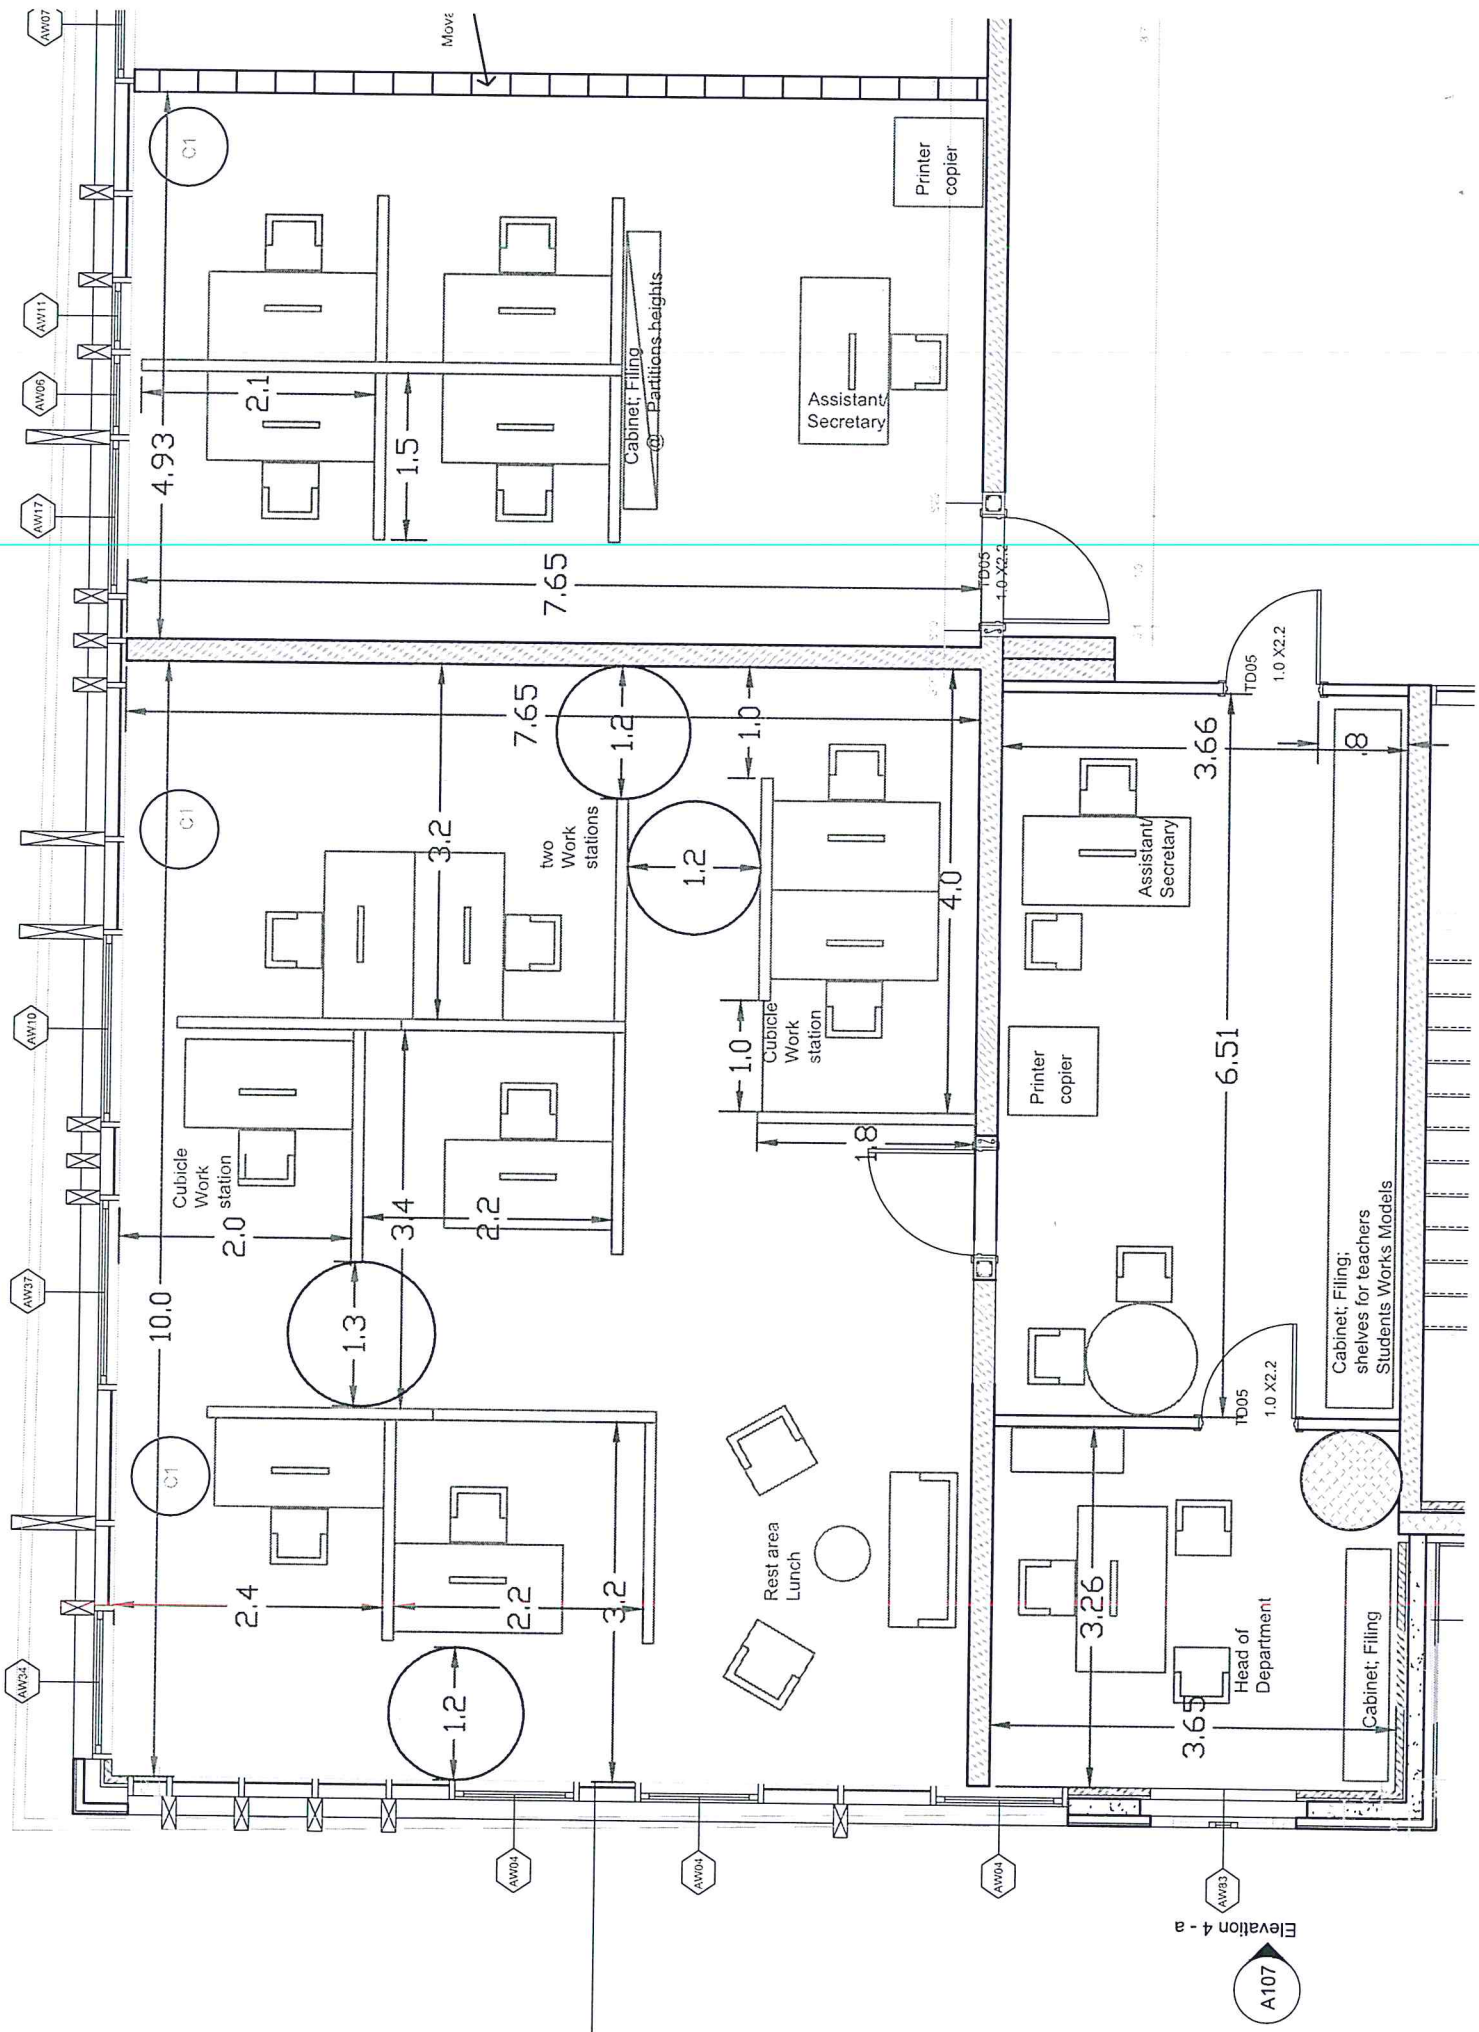 AW07
Mov
C1
AW11
AW06
AW17
4.93
2.1
1.5
Cabinet; Filing
@ Partitions heights
Printer
copier
Assistant/
Secretary
7.65
TD05
1.0 X2.2
C1
7.65
1.2
1.0
3.2
two
Work
stations
1.2
4.0
AW10
Cubicle
Work
station
2.0
3.4
2.2
1.0
Cubicle
Work
station
1.8
AW37
10.0
1.3
C1
2.4
2.2
3.2
1.2
Rest area
Lunch
AW34
AW04
AW04
AW04
AW83
TD05
1.0 X2.2
3.66
.8
Assistant/
Secretary
Printer
copier
6.51
Cabinet; Filing;
shelves for teachers
Students Works Models
TD05
1.0 X2.2
3.26
Head of
Department
3.65
Cabinet; Filing
Elevation 4 - a
A107